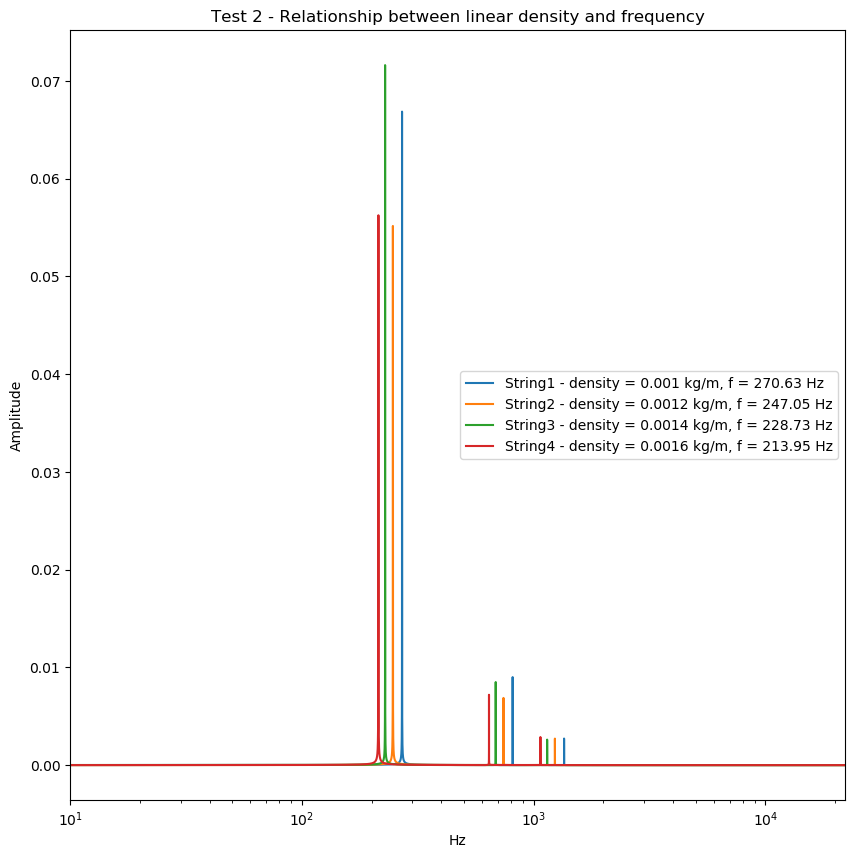 Test 2 - Relationship between linear density and frequency
Amplitude
0.07
0.06
0.05
0.04
0.03
0.02
0.01
0.00
String1 - density = 0.001 kg/m, f = 270.63 Hz
String2 - density = 0.0012 kg/m, f = 247.05 Hz
String3 - density = 0.0014 kg/m, f = 228.73 Hz
String4 - density = 0.0016 kg/m, f = 213.95 Hz
10¹ 10² 10³ 10⁴
Hz